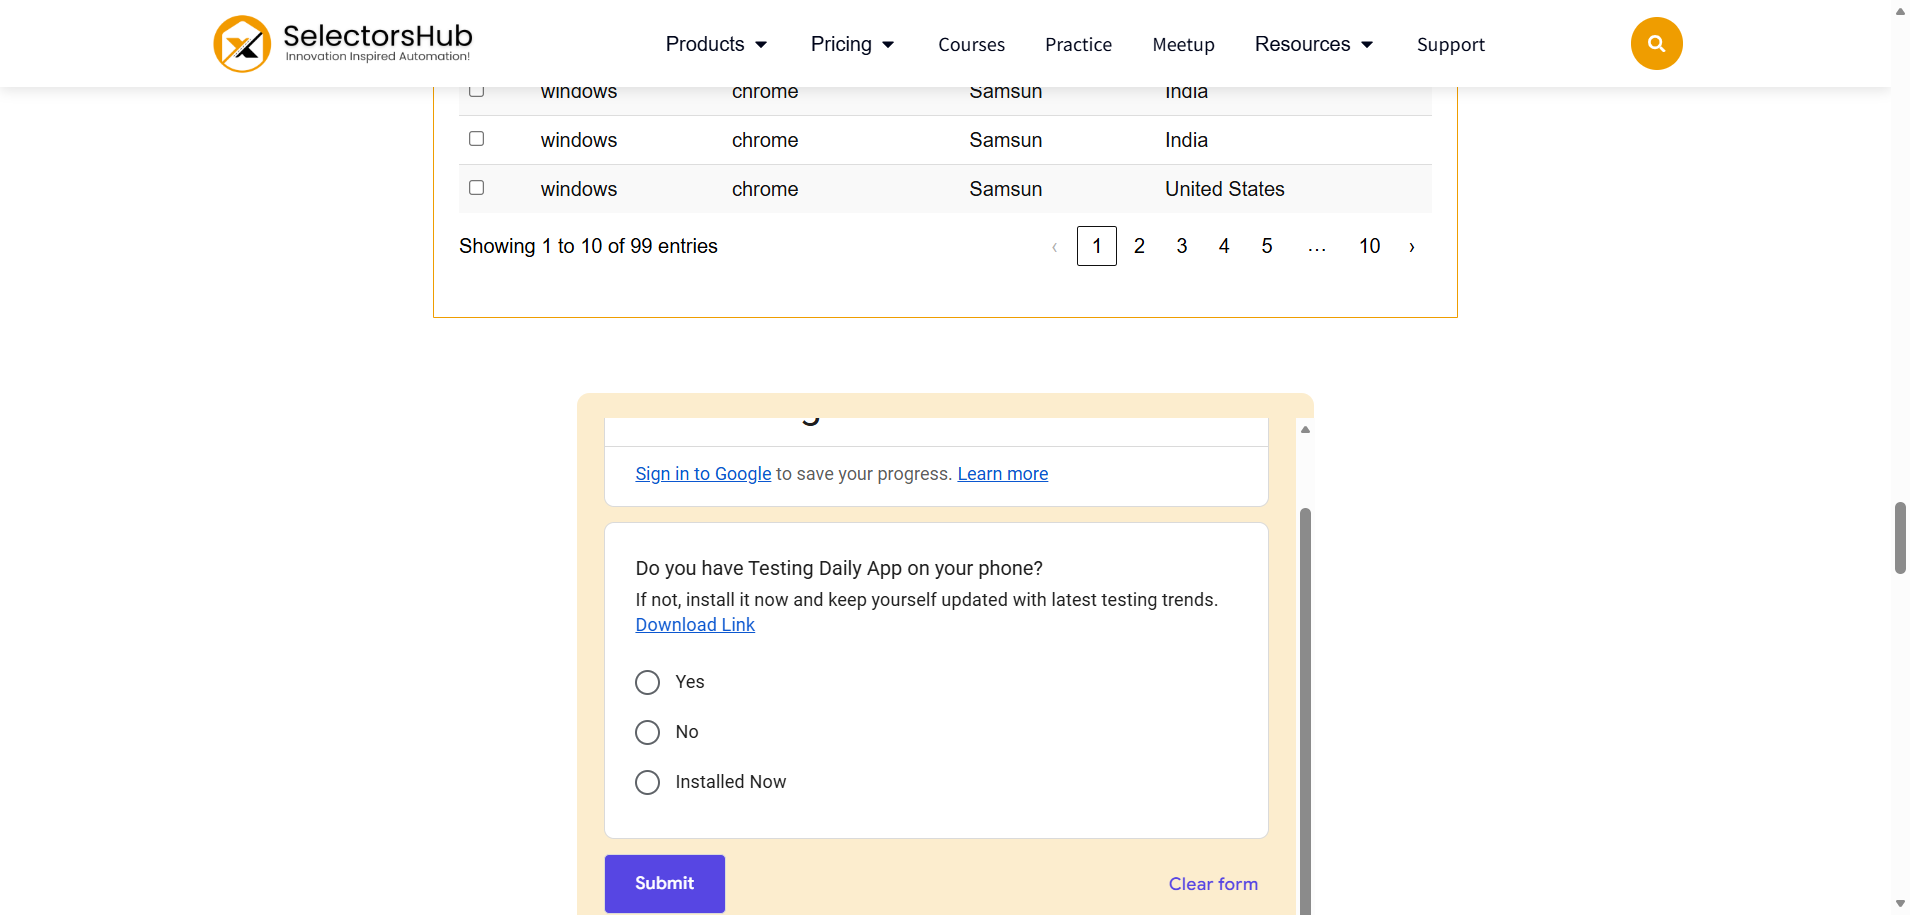 SelectorsHub
Innovation Inspired Automation!
Products Pricing Courses Practice Meetup Resources Support
windows chrome Samsun India
windows chrome Samsun India
windows chrome Samsun United States
Showing 1 to 10 of 99 entries ‹ 1 2 3 4 5 … 10 ›
Sign in to Google to save your progress. Learn more
Do you have Testing Daily App on your phone?
If not, install it now and keep yourself updated with latest testing trends.
Download Link
Yes
No
Installed Now
Submit Clear form